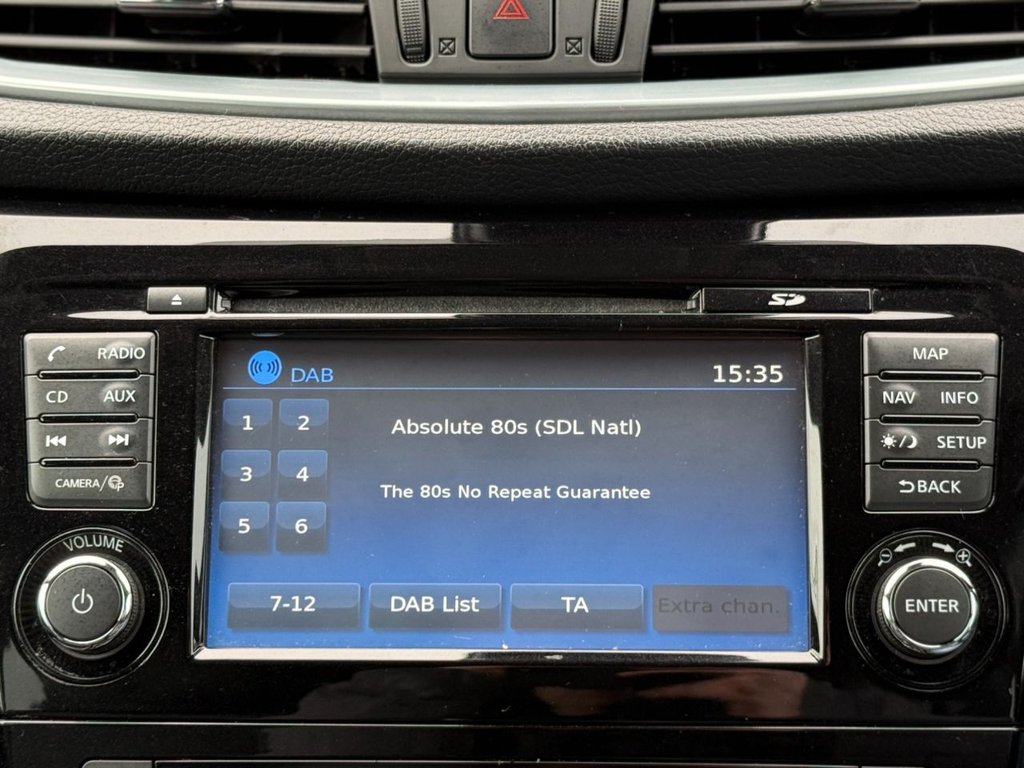 SD
RADIO
CD AUX
CAMERA/
VOLUME
DAB 15:35
Absolute 80s (SDL Natl)
The 80s No Repeat Guarantee
1 2
3 4
5 6
7-12 DAB List TA Extra chan.
MAP
NAV INFO
SETUP
BACK
ENTER